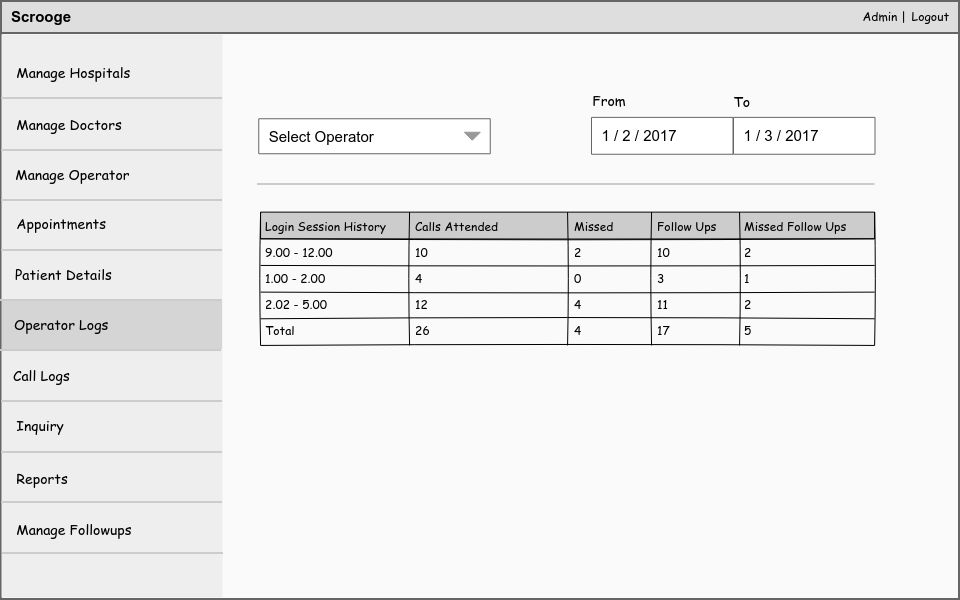 Scrooge
Admin | Logout
Manage Hospitals
Manage Doctors
Manage Operator
Appointments
Patient Details
Operator Logs
Call Logs
Inquiry
Reports
Manage Followups
From To
Select Operator
1 / 2 / 2017 1 / 3 / 2017
Login Session History Calls Attended Missed Follow Ups Missed Follow Ups
9.00 - 12.00 10 2 10 2
1.00 - 2.00 4 0 3 1
2.02 - 5.00 12 4 11 2
Total 26 4 17 5